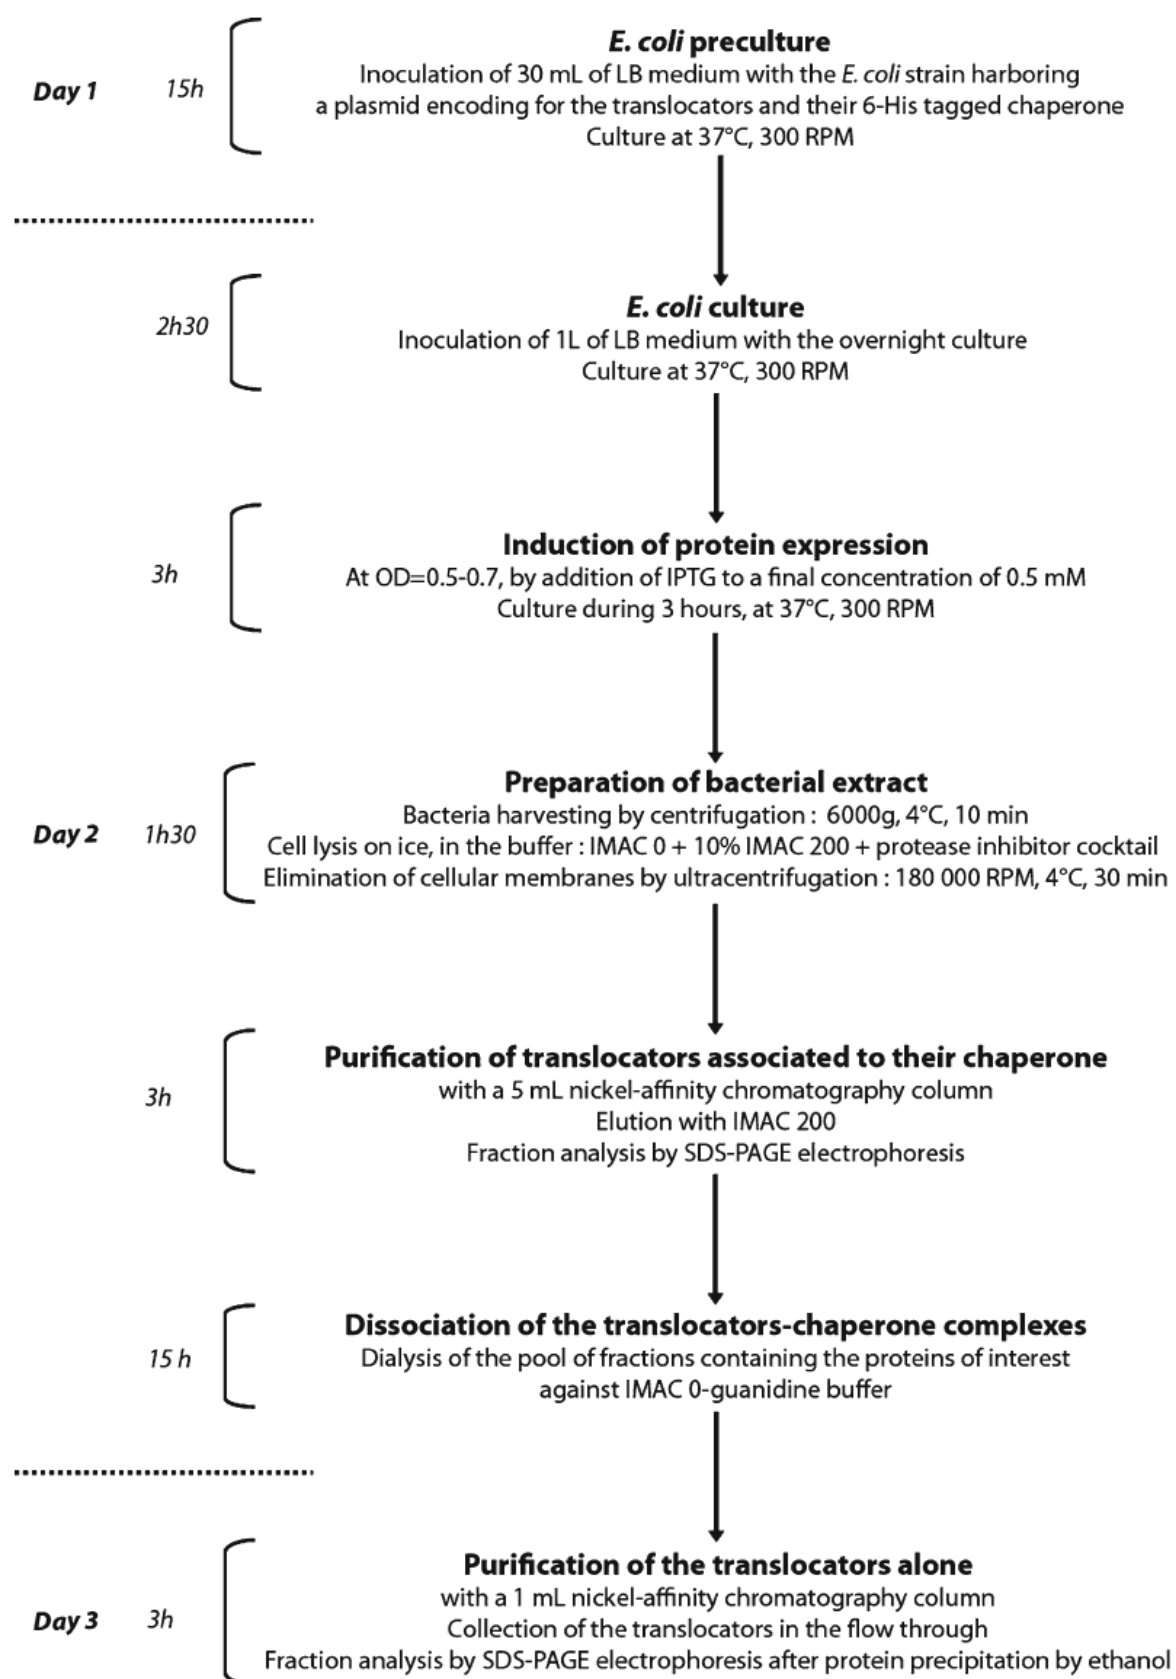 E. coli preculture
Day 1
15h
Inoculation of 30 mL of LB medium with the E. coli strain harboring
a plasmid encoding for the translocators and their 6-His tagged chaperone
Culture at 37°C, 300 RPM
E. coli culture
2h30
Inoculation of 1L of LB medium with the overnight culture
Culture at 37°C, 300 RPM
Induction of protein expression
3h
At OD=0.5-0.7, by addition of IPTG to a final concentration of 0.5 mM
Culture during 3 hours, at 37°C, 300 RPM
Preparation of bacterial extract
Day 2
1h30
Bacteria harvesting by centrifugation : 6000g, 4°C, 10 min
Cell lysis on ice, in the buffer : IMAC 0 + 10% IMAC 200 + protease inhibitor cocktail
Elimination of cellular membranes by ultracentrifugation : 180 000 RPM, 4°C, 30 min
Purification of translocators associated to their chaperone
3h
with a 5 mL nickel-affinity chromatography column
Elution with IMAC 200
Fraction analysis by SDS-PAGE electrophoresis
Dissociation of the translocators-chaperone complexes
15 h
Dialysis of the pool of fractions containing the proteins of interest
against IMAC 0-guanidine buffer
Purification of the translocators alone
Day 3
3h
with a 1 mL nickel-affinity chromatography column
Collection of the translocators in the flow through
Fraction analysis by SDS-PAGE electrophoresis after protein precipitation by ethanol